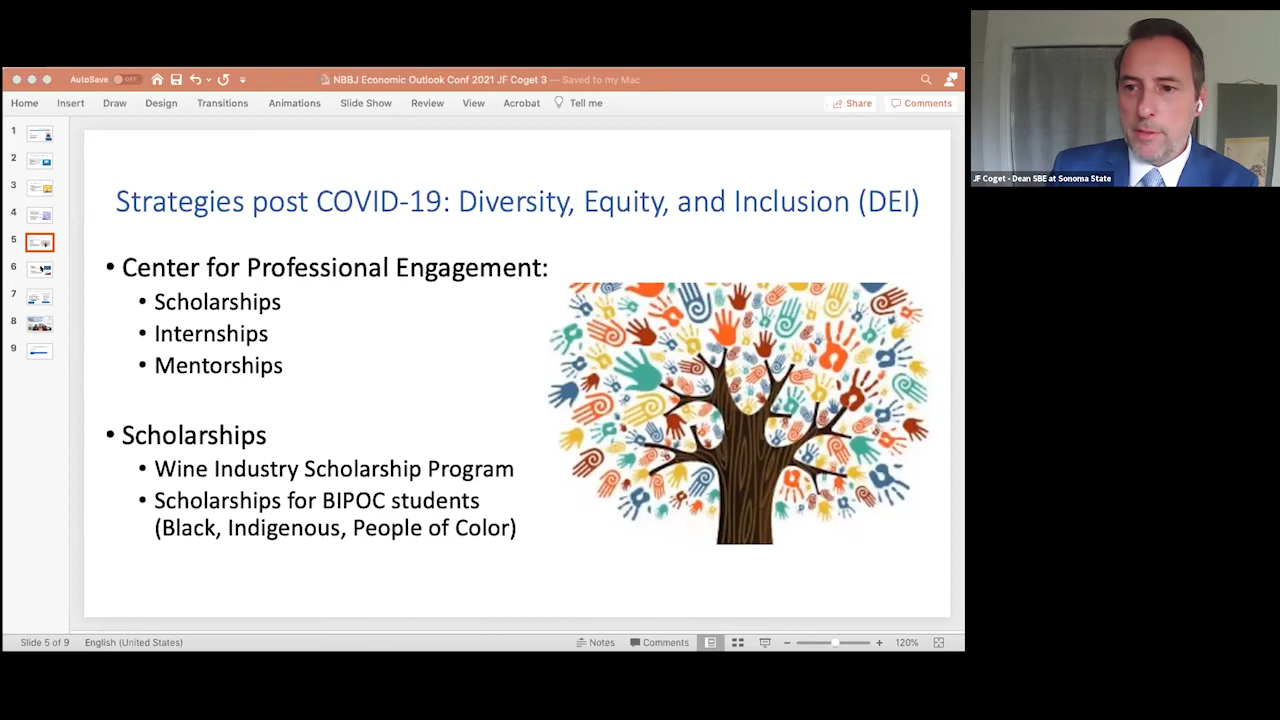 AutoSave OFF
NBBJ Economic Outlook Conf 2021 JF Coget 3 — Saved to my Mac
Home Insert Draw Design Transitions Animations Slide Show Review View Acrobat Tell me Share Comments
1
2
3
4
5
6
7
8
9
Strategies post COVID-19: Diversity, Equity, and Inclusion (DEI)
• Center for Professional Engagement:
• Scholarships
• Internships
• Mentorships
• Scholarships
• Wine Industry Scholarship Program
• Scholarships for BIPOC students
(Black, Indigenous, People of Color)
Slide 5 of 9 English (United States) Notes Comments 120%
JF Coget - Dean SBE at Sonoma State